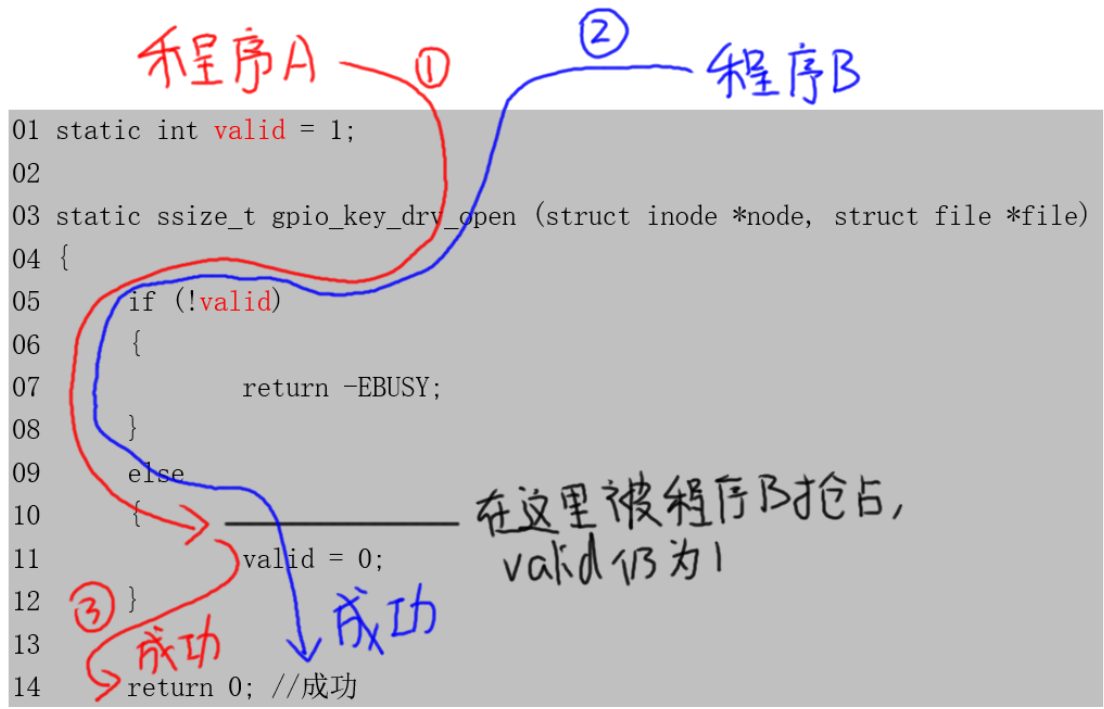 ②
程序A ① 程序B
01 static int valid = 1;
02
03 static ssize_t gpio_key_dry_open (struct inode *node, struct file *file)
04 {
05 if (!valid)
06 {
07 return -EBUSY;
08 }
09 else
10 {
在这里被程序B抢占,
valid仍为1
11 valid = 0;
12 }
③ 成功 成功
13
14 return 0; //成功